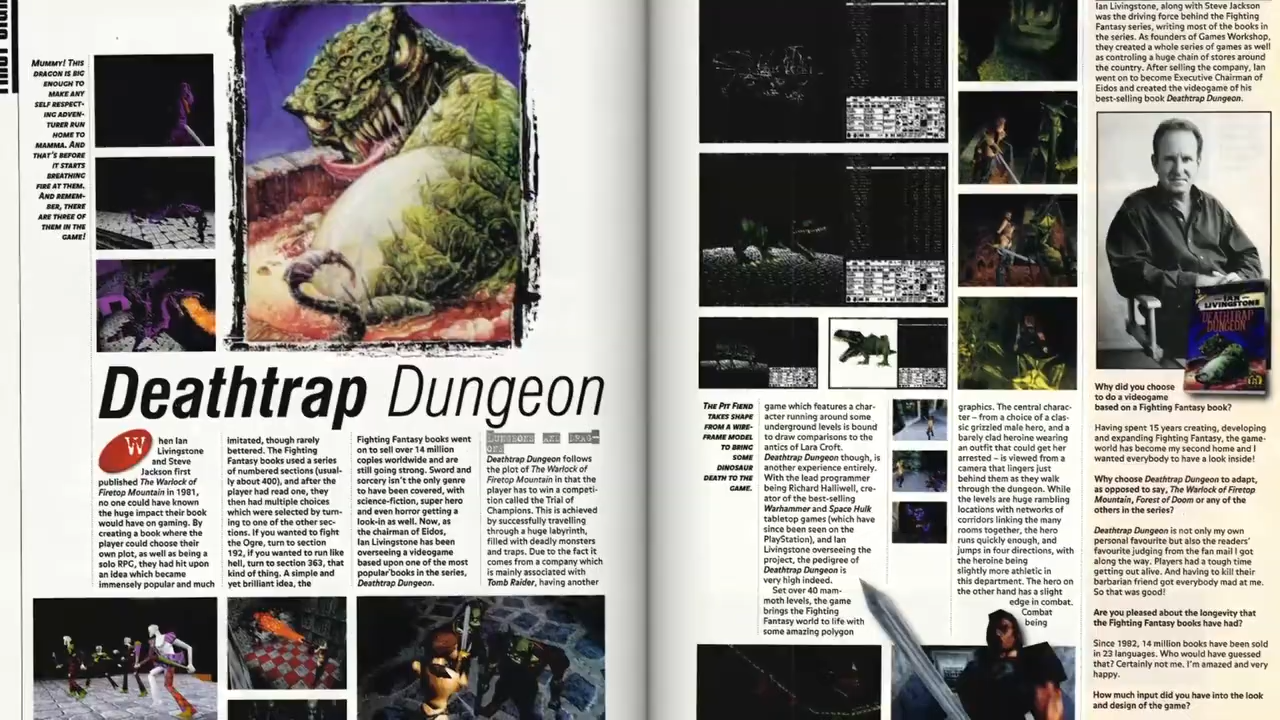 MUMMY! THIS
DRAGON IS BIG
ENOUGH TO
MAKE ANY
SELF RESPECT-
ING ADVEN-
TURER RUN
HOME TO
MAMMA. AND
THAT'S BEFORE
IT STARTS
BREATHING
FIRE AT THEM.
AND REMEM-
BER, THERE
ARE THREE OF
THEM IN THE
GAME!
Deathtrap Dungeon
When Ian
Livingstone
and Steve
Jackson first
published The Warlock of
Firetop Mountain in 1981,
no one could have known
the huge impact their book
would have on gaming. By
creating a book where the
player could choose their
own plot, as well as being a
solo RPG, they had hit upon
an idea which became
immensely popular and much
imitated, though rarely
bettered. The Fighting
Fantasy books used a series
of numbered sections (usual-
ly about 400), and after the
player had read one, they
then had multiple choices
which were selected by turn-
ing to one of the other sec-
tions. If you wanted to fight
the Ogre, turn to section
192, if you wanted to run like
hell, turn to section 363, that
kind of thing. A simple and
yet brilliant idea, the
Fighting Fantasy books went
on to sell over 14 million
copies worldwide and are
still going strong. Sword and
sorcery isn't the only genre
to have been covered, with
science-fiction, super hero
and even horror getting a
look-in as well. Now, as
the chairman of Eidos,
Ian Livingstone has been
overseeing a videogame
based upon one of the most
popular books in the series,
Deathtrap Dungeon.
DUNGEONS AND DRAG-
ONS
Deathtrap Dungeon follows
the plot of The Warlock of
Firetop Mountain in that the
player has to win a competi-
tion called the Trial of
Champions. This is achieved
by successfully travelling
through a huge labyrinth,
filled with deadly monsters
and traps. Due to the fact it
comes from a company which
is mainly associated with
Tomb Raider, having another
THE PIT FIEND
TAKES SHAPE
FROM A WIRE-
FRAME MODEL
TO BRING
SOME
DINOSAUR
DEATH TO THE
GAME.
game which features a char-
acter running around some
underground levels is bound
to draw comparisons to the
antics of Lara Croft.
Deathtrap Dungeon though, is
another experience entirely.
With the lead programmer
being Richard Halliwell, cre-
ator of the best-selling
Warhammer and Space Hulk
tabletop games (which have
since been seen on the
PlayStation), and Ian
Livingstone overseeing the
project, the pedigree of
Deathtrap Dungeon is
very high indeed.
Set over 40 mam-
moth levels, the game
brings the Fighting
Fantasy world to life with
some amazing polygon
graphics. The central charac-
ter – from a choice of a clas-
sic grizzled male hero, and a
barely clad heroine wearing
an outfit that could get her
arrested – is viewed from a
camera that lingers just
behind them as they walk
through the dungeon. While
the levels are huge rambling
locations with networks of
corridors linking the many
rooms together, the hero
runs quickly enough, and
jumps in four directions, with
the heroine being
slightly more athletic in
this department. The hero on
the other hand has a slight
edge in combat.
Combat
being
Ian Livingstone, along with Steve Jackson
was the driving force behind the Fighting
Fantasy series, writing most of the books in
the series. As founders of Games Workshop,
they created a whole series of games as well
as controling a huge chain of stores around
the country. After selling the company, Ian
went on to become Executive Chairman of
Eidos and created the videogame of his
best-selling book Deathtrap Dungeon.
IAN
LIVINGSTONE
DEATHTRAP
DUNGEON
Why did you choose
to do a videogame
based on a Fighting Fantasy book?
Having spent 15 years creating, developing
and expanding Fighting Fantasy, the game-
world has become my second home and I
wanted everybody to have a look inside!
Why choose Deathtrap Dungeon to adapt,
as opposed to say, The Warlock of Firetop
Mountain, Forest of Doom or any of the
others in the series?
Deathtrap Dungeon is not only my own
personal favourite but also the readers'
favourite judging from the fan mail I got
along the way. Players had a tough time
getting out alive. And having to kill their
barbarian friend got everybody mad at me.
So that was good!
Are you pleased about the longevity that
the Fighting Fantasy books have had?
Since 1982, 14 million books have been sold
in 23 languages. Who would have guessed
that? Certainly not me. I'm amazed and very
happy.
How much input did you have into the look
and design of the game?